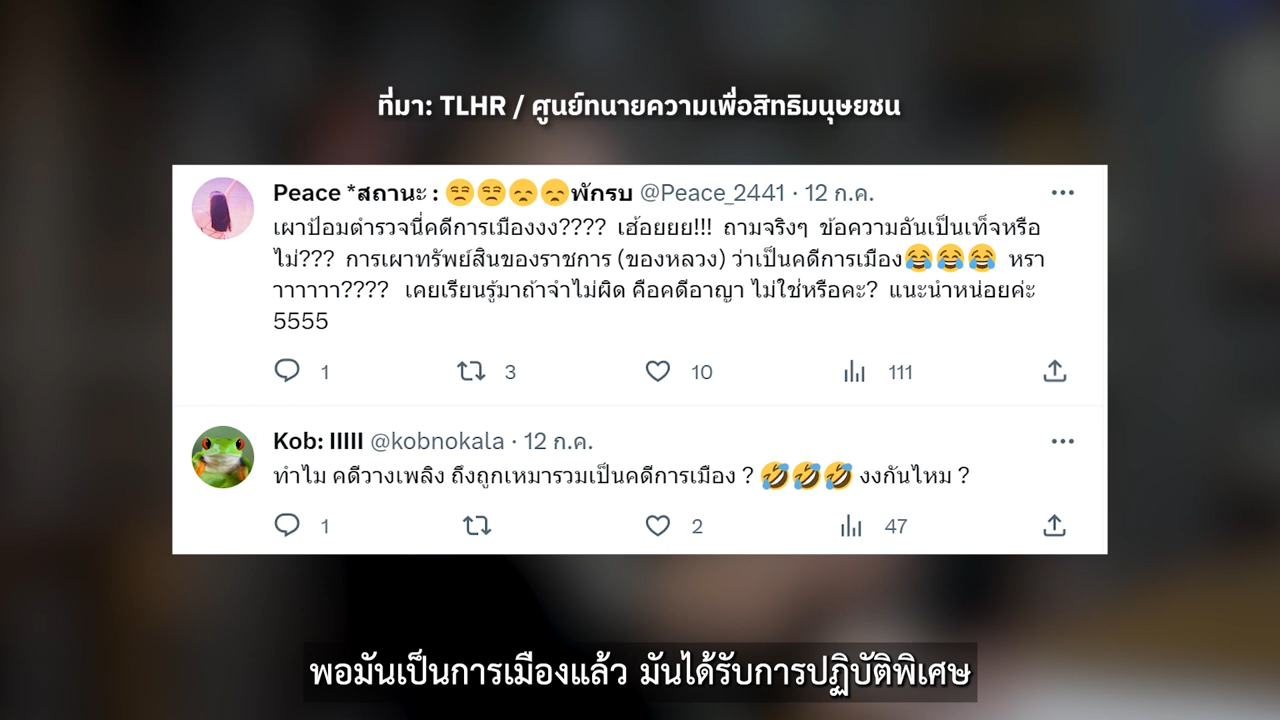 ที่มา: TLHR / ศูนย์ทนายความเพื่อสิทธิมนุษยชน
Peace *สถานะ : 😒😒😞😞พักรบ @Peace_2441 · 12 ก.ค.
เผาป้อมตำรวจนี่คดีการเมืองงง???? เฮ้อยยย!!! ถามจริงๆ ข้อความอันเป็นเท็จหรือ
ไม่??? การเผาทรัพย์สินของราชการ (ของหลวง) ว่าเป็นคดีการเมือง😂😂😂 หรา
าาาาาา???? เคยเรียนรู้มาถ้าจำไม่ผิด คือคดีอาญา ไม่ใช่หรือคะ? แนะนำหน่อยค่ะ
5555
1 3 10 111
Kob: IIIII @kobnokala · 12 ก.ค.
ทำไม คดีวางเพลิง ถึงถูกเหมารวมเป็นคดีการเมือง ? 🤣🤣🤣 งงกันไหม ?
1 2 47
พอมันเป็นการเมืองแล้ว มันได้รับการปฏิบัติพิเศษ